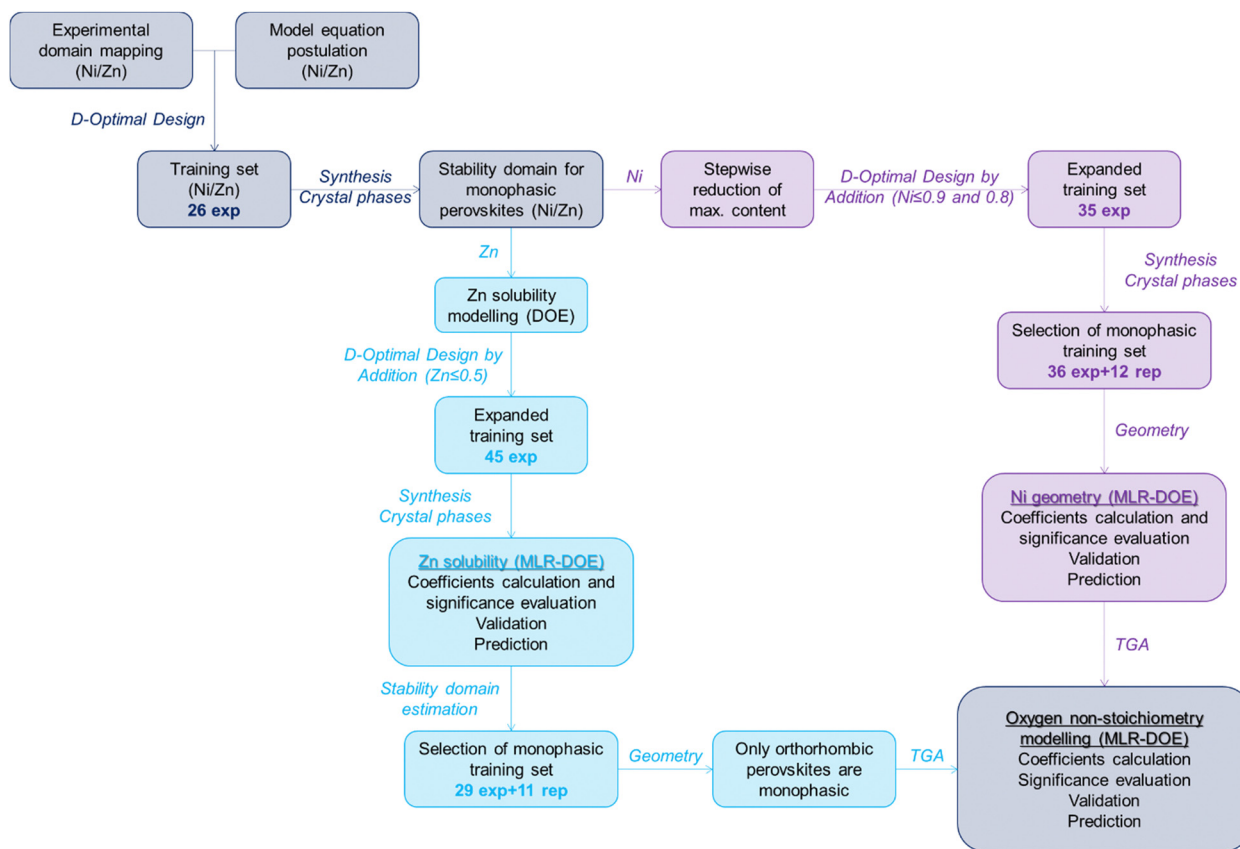 Experimental
domain mapping
(Ni/Zn)
Model equation
postulation
(Ni/Zn)
D-Optimal Design
Training set
(Ni/Zn)
26 exp
Synthesis
Crystal phases
Stability domain for
monophasic
perovskites (Ni/Zn)
Ni
Stepwise
reduction of
max. content
D-Optimal Design by
Addition (Ni≤0.9 and 0.8)
Expanded
training set
35 exp
Zn
Zn solubility
modelling (DOE)
D-Optimal Design by
Addition (Zn≤0.5)
Expanded
training set
45 exp
Synthesis
Crystal phases
Zn solubility (MLR-DOE)
Coefficients calculation and
significance evaluation
Validation
Prediction
Stability domain
estimation
Selection of monophasic
training set
29 exp+11 rep
Geometry
Only orthorhombic
perovskites are
monophasic
TGA
Synthesis
Crystal phases
Selection of monophasic
training set
36 exp+12 rep
Geometry
Ni geometry (MLR-DOE)
Coefficients calculation and
significance evaluation
Validation
Prediction
TGA
Oxygen non-stoichiometry
modelling (MLR-DOE)
Coefficients calculation
Significance evaluation
Validation
Prediction